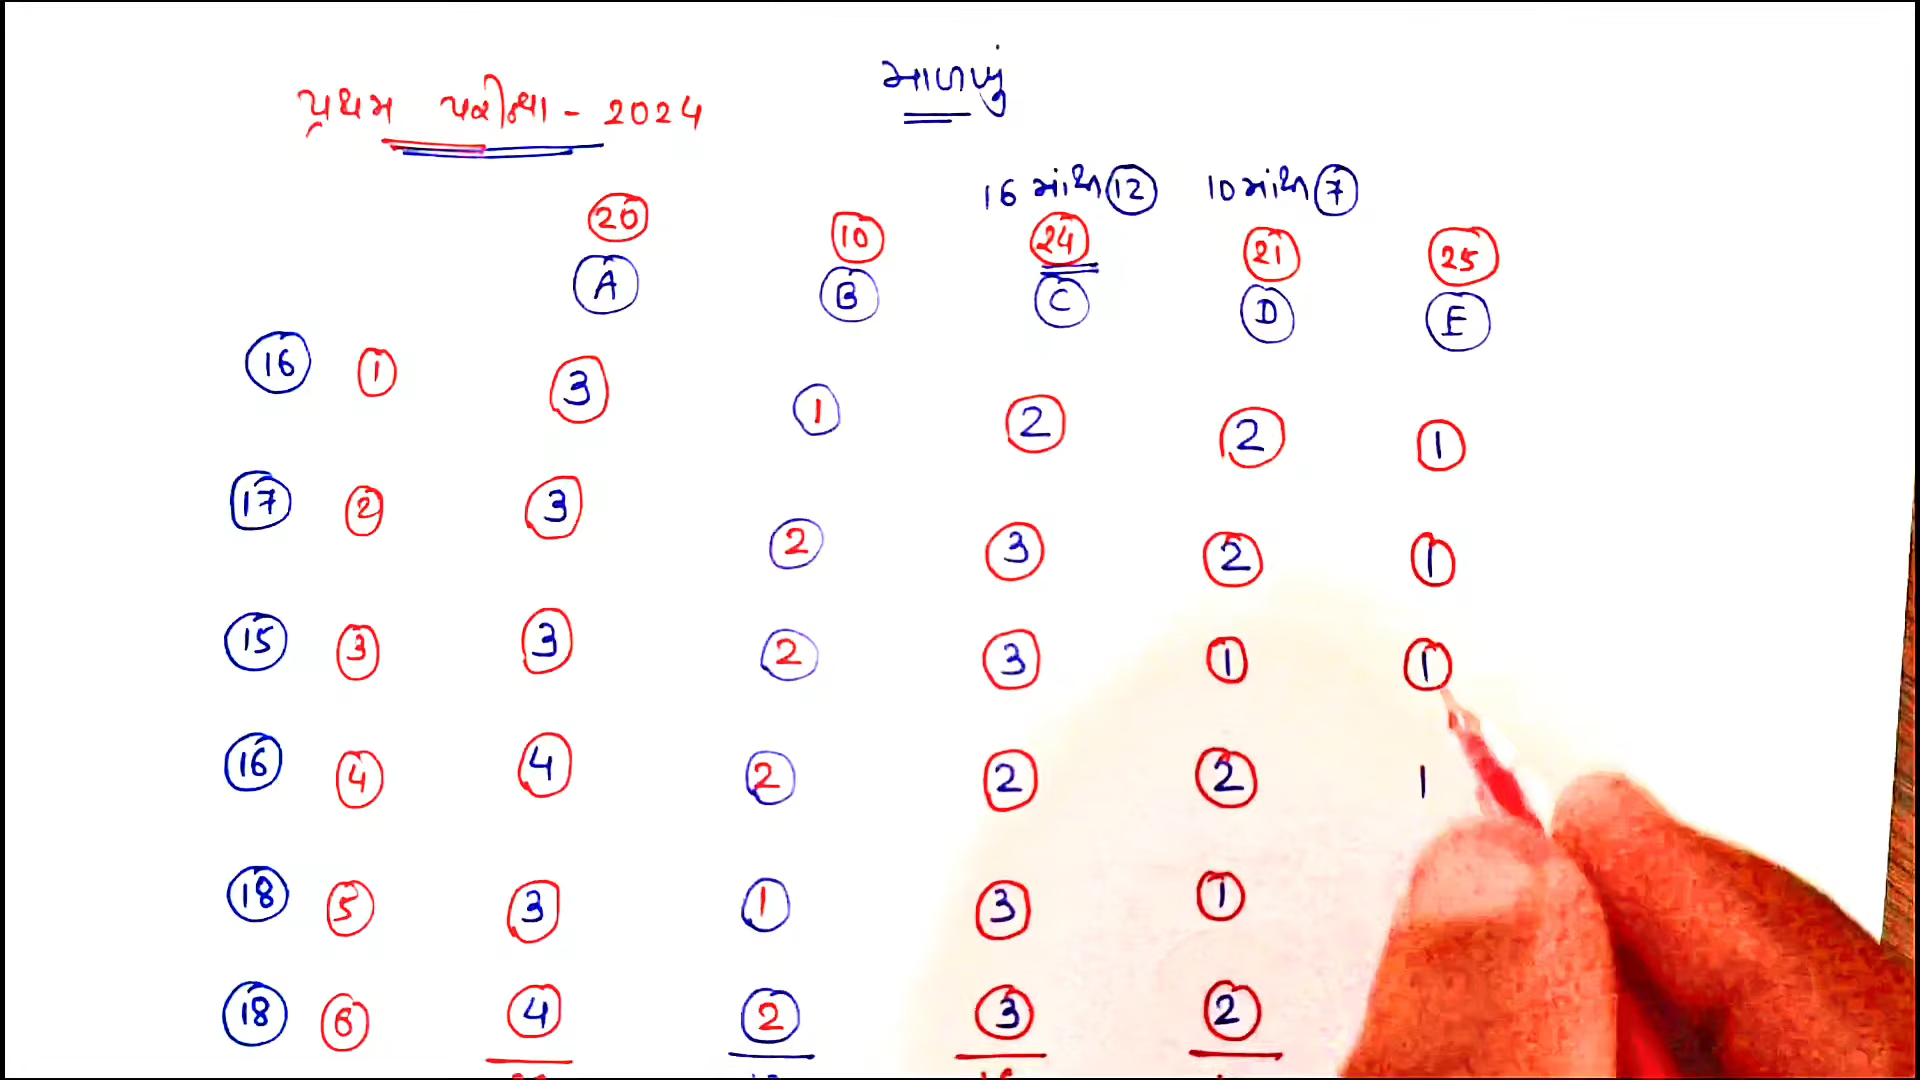 માળખું
પ્રથમ પરીક્ષા - 2024
16 માંથી 12 10 માંથી 7
20 10 24 21 25
A B C D E
16 1 3 1 2 2 1
17 2 3 2 3 2 1
15 3 3 2 3 1 1
16 4 4 2 2 2 1
18 5 3 1 3 1
18 6 4 2 3 2